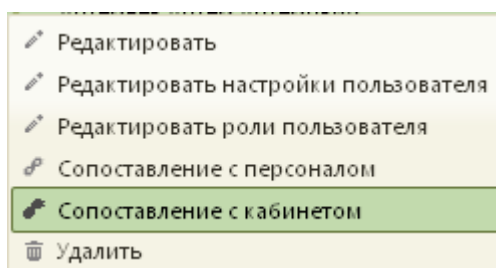 Редактировать
Редактировать настройки пользователя
Редактировать роли пользователя
Сопоставление с персоналом
Сопоставление с кабинетом
Удалить